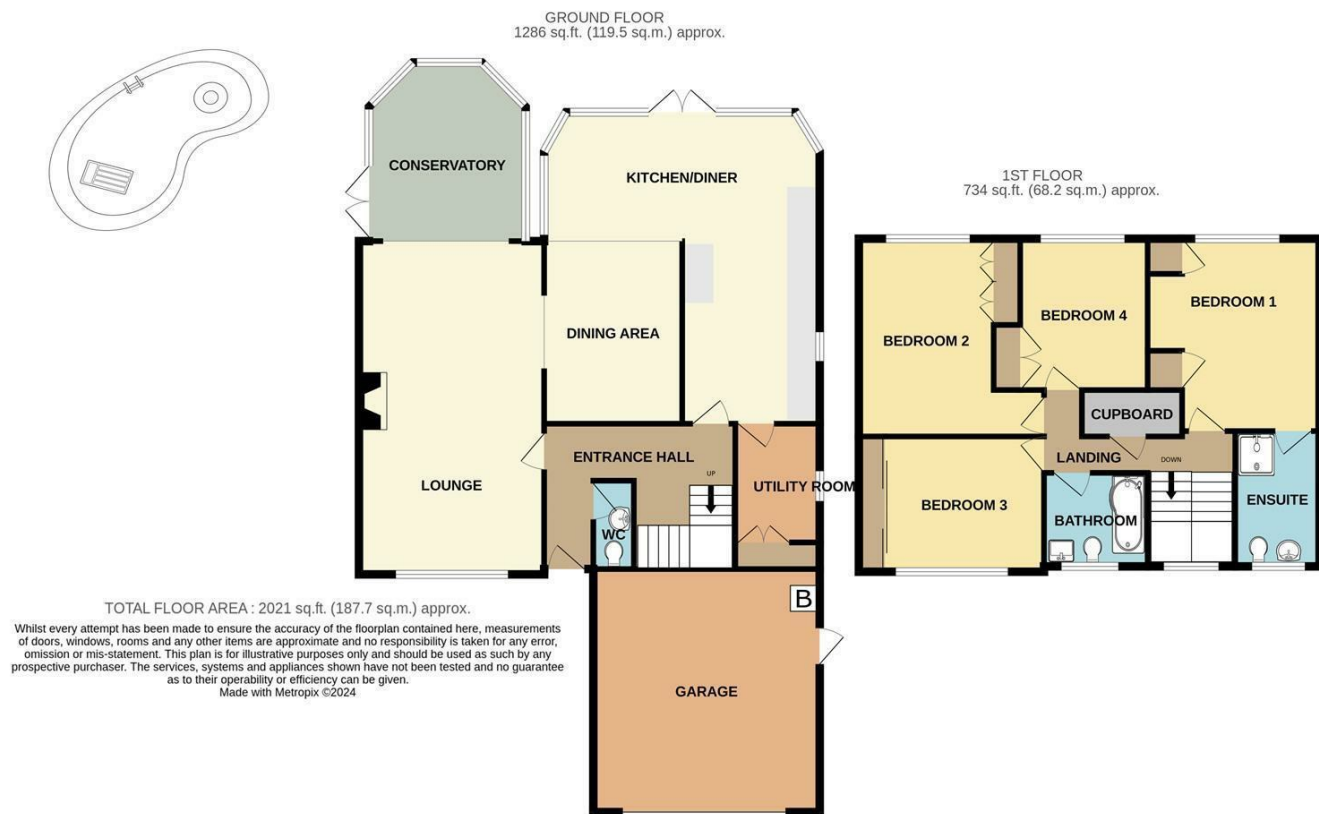 GROUND FLOOR
1286 sq.ft. (119.5 sq.m.) approx.
CONSERVATORY
KITCHEN/DINER
DINING AREA
LOUNGE
ENTRANCE HALL
UP
UTILITY ROOM
WC
B
GARAGE
1ST FLOOR
734 sq.ft. (68.2 sq.m.) approx.
BEDROOM 1
BEDROOM 4
BEDROOM 2
CUPBOARD
LANDING
DOWN
BEDROOM 3
BATHROOM
ENSUITE
TOTAL FLOOR AREA : 2021 sq.ft. (187.7 sq.m.) approx.
Whilst every attempt has been made to ensure the accuracy of the floorplan contained here, measurements
of doors, windows, rooms and any other items are approximate and no responsibility is taken for any error,
omission or mis-statement. This plan is for illustrative purposes only and should be used as such by any
prospective purchaser. The services, systems and appliances shown have not been tested and no guarantee
as to their operability or efficiency can be given.
Made with Metropix ©2024